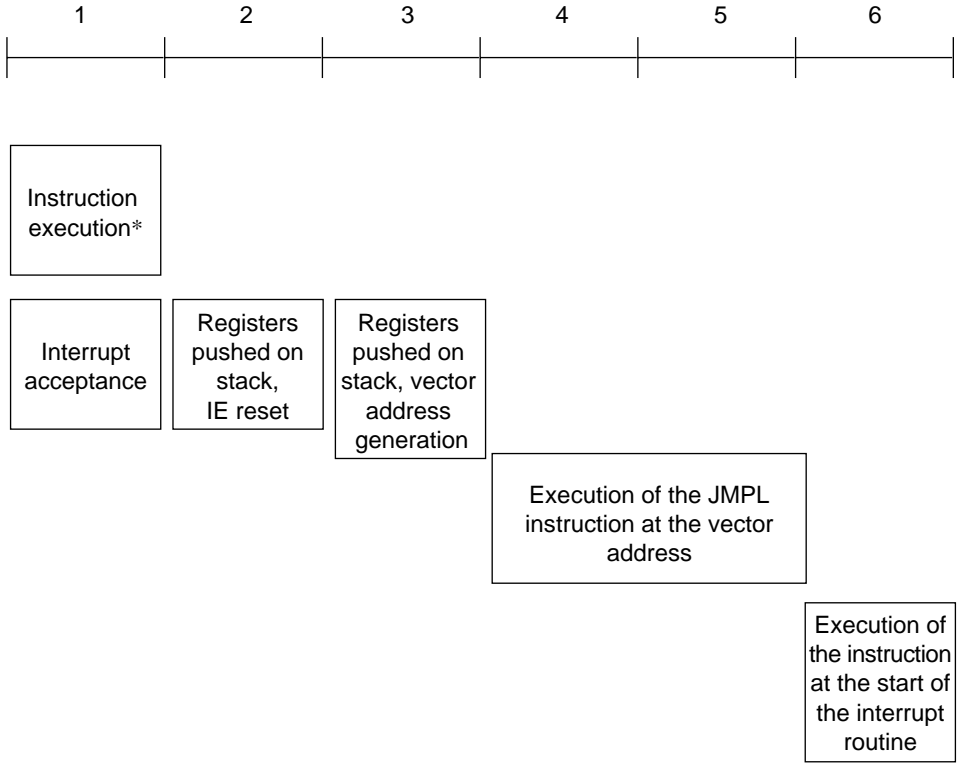 1 2 3 4 5 6
Instruction
execution*
Interrupt
acceptance
Registers
pushed on
stack,
IE reset
Registers
pushed on
stack, vector
address
generation
Execution of the JMPL
instruction at the vector
address
Execution of
the instruction
at the start of
the interrupt
routine